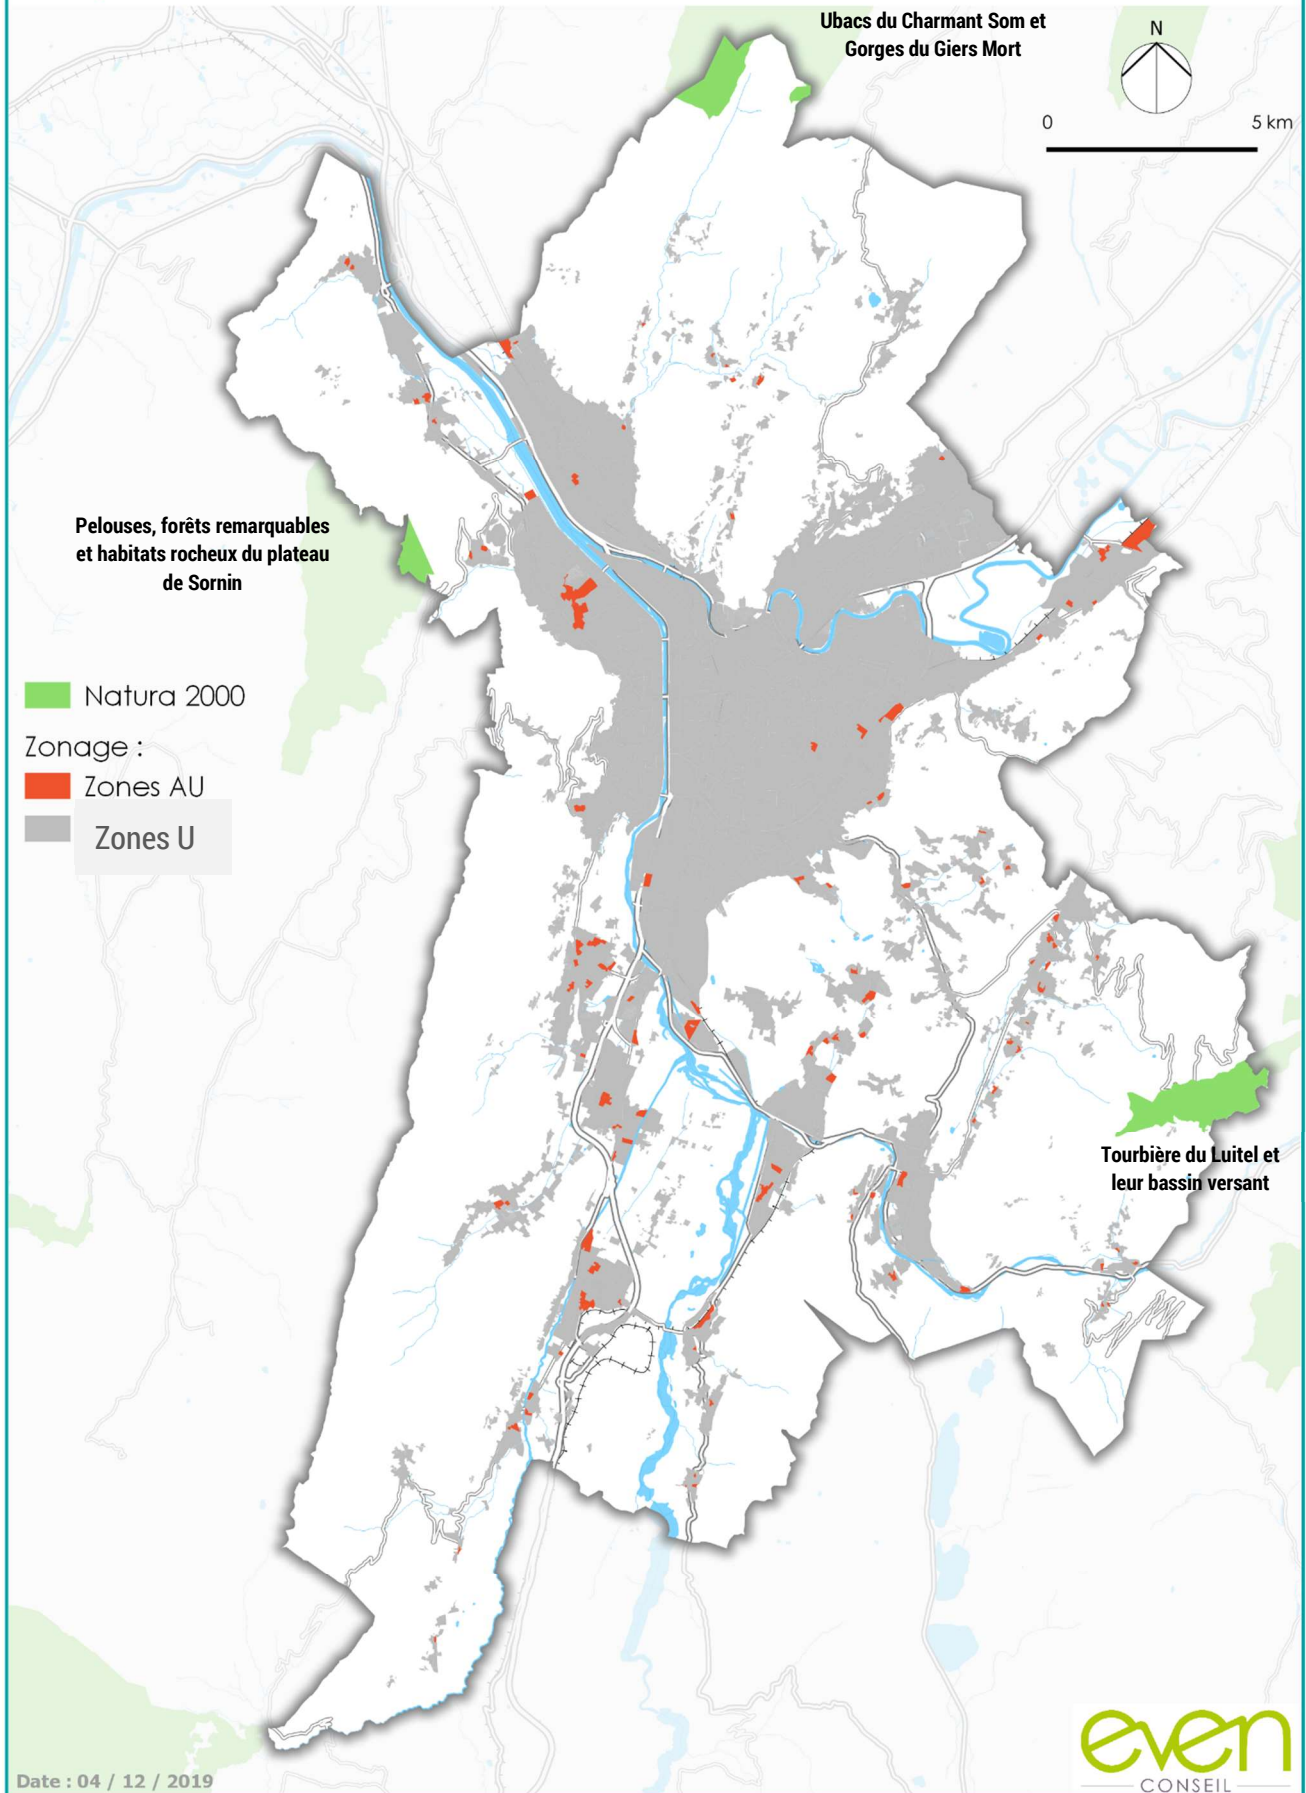 Ubacs du Charmant Som et
Gorges du Giers Mort
N
0 5 km
Pelouses, forêts remarquables
et habitats rocheux du plateau
de Sornin
Natura 2000
Zonage :
Zones AU
Zones U
Tourbière du Luitel et
leur bassin versant
Date : 04 / 12 / 2019
even
CONSEIL